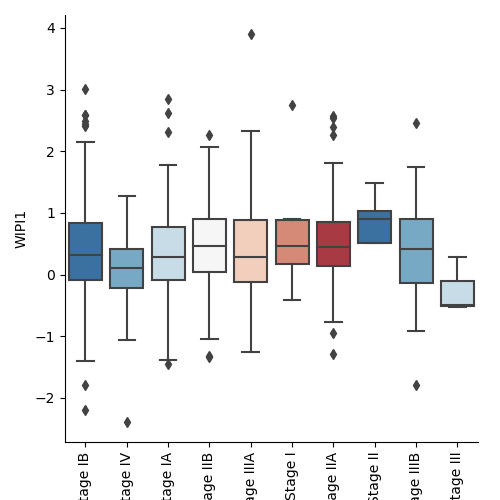 4
3
2
1
0
−1
−2
WIPI1
tage IB
tage IV
tage IA
age IIB
age IIIA
Stage I
age IIA
Stage II
age IIIB
tage III